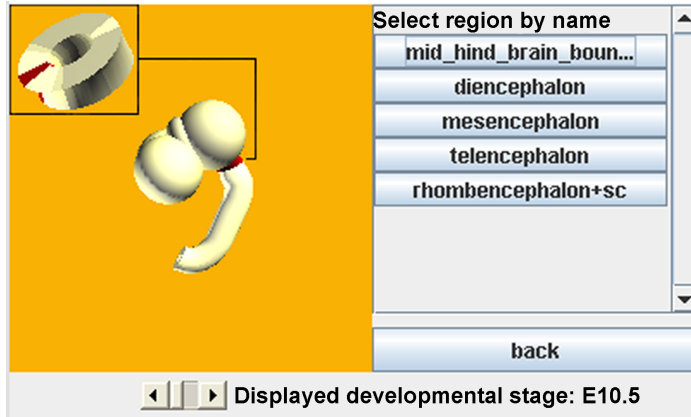 Select region by name
mid_hind_brain_boun...
diencephalon
mesencephalon
telencephalon
rhombencephalon+sc
back
Displayed developmental stage: E10.5